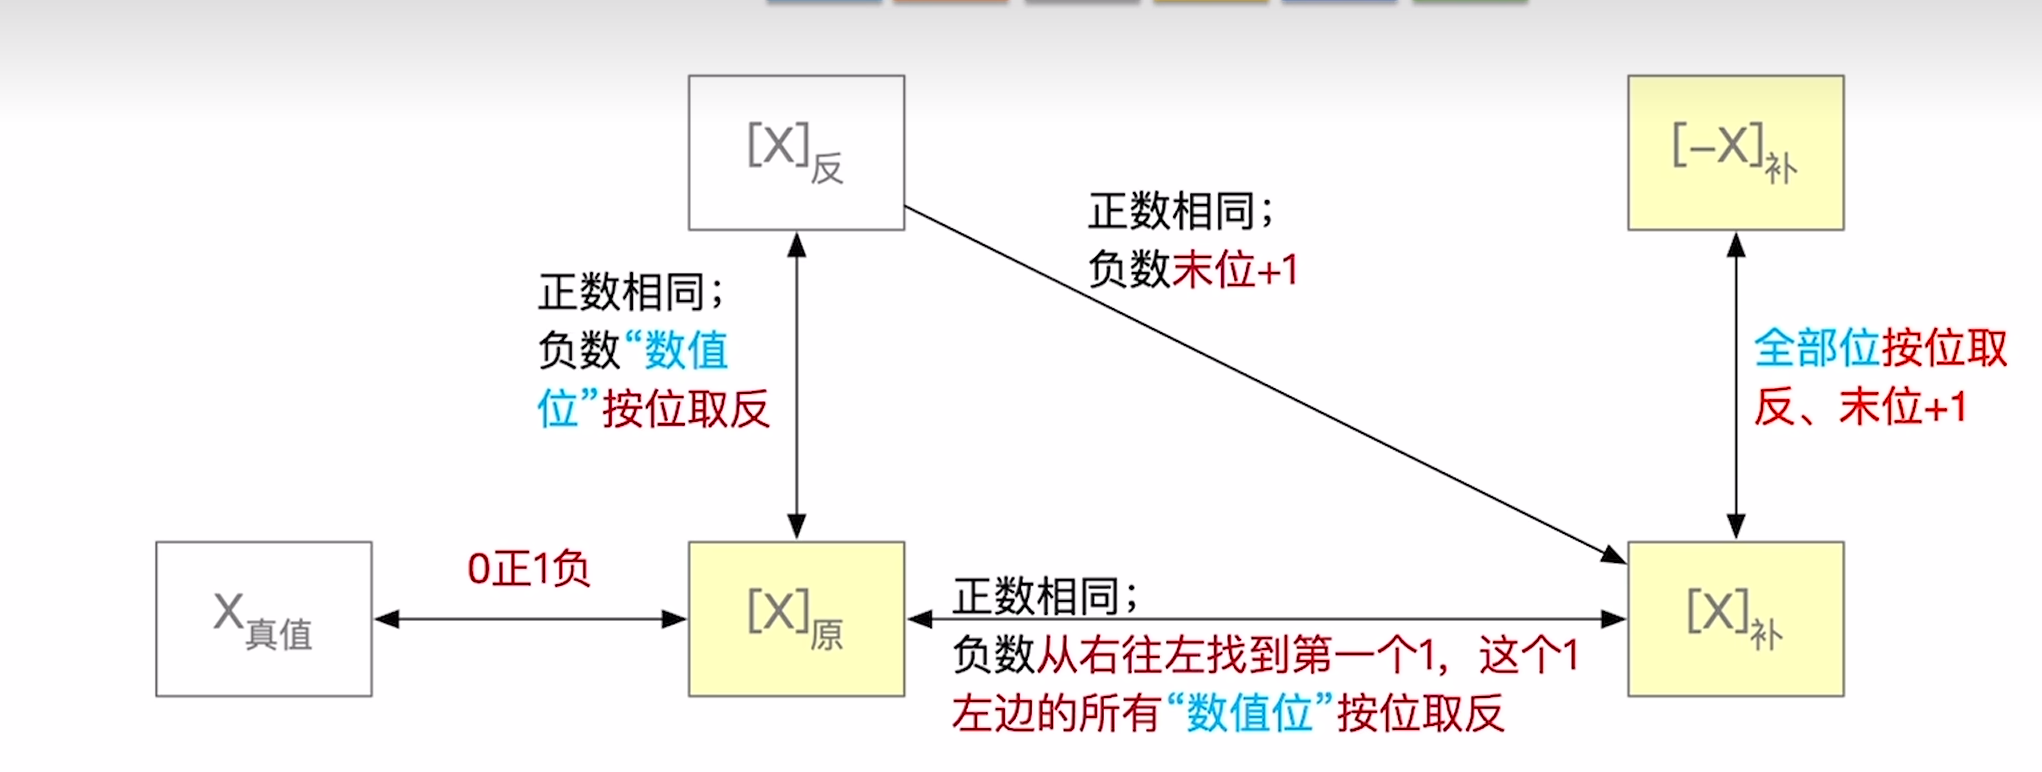 [X]反
[-X]补
正数相同；
负数末位+1
正数相同；
负数“数值
位”按位取反
全部位按位取
反、末位+1
X真值
0正1负
[X]原
正数相同；
负数从右往左找到第一个1，这个1
左边的所有“数值位”按位取反
[X]补